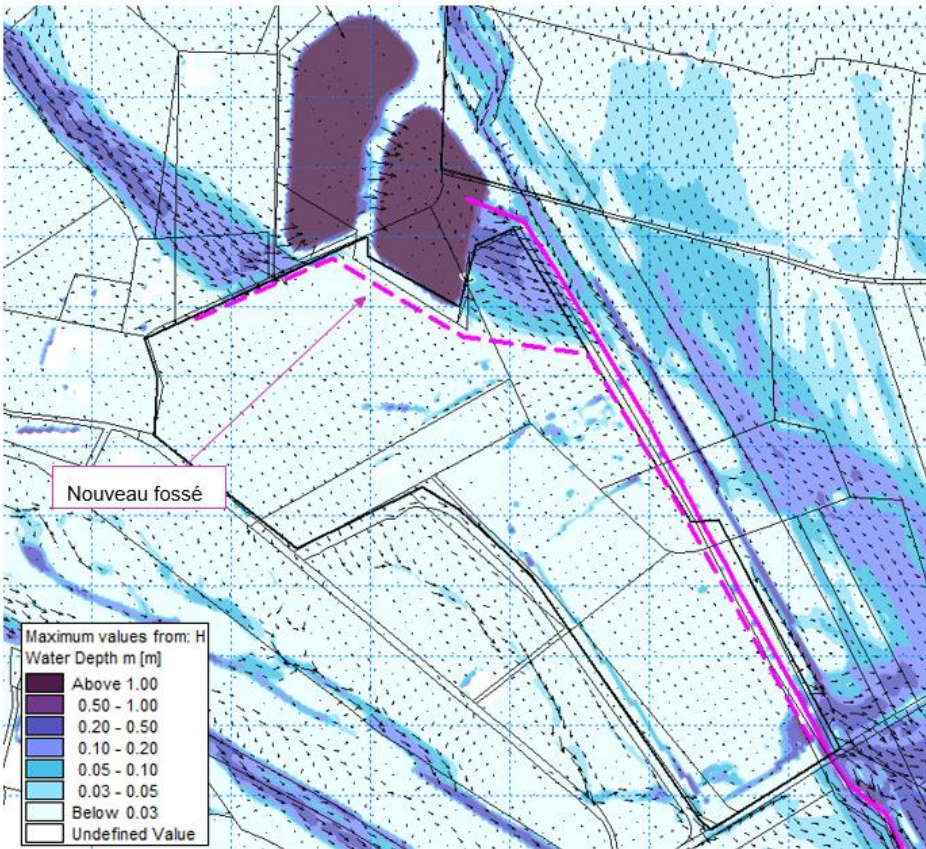 Nouveau fossé
Maximum values from: H
Water Depth m [m]
Above 1.00
0.50 - 1.00
0.20 - 0.50
0.10 - 0.20
0.05 - 0.10
0.03 - 0.05
Below 0.03
Undefined Value